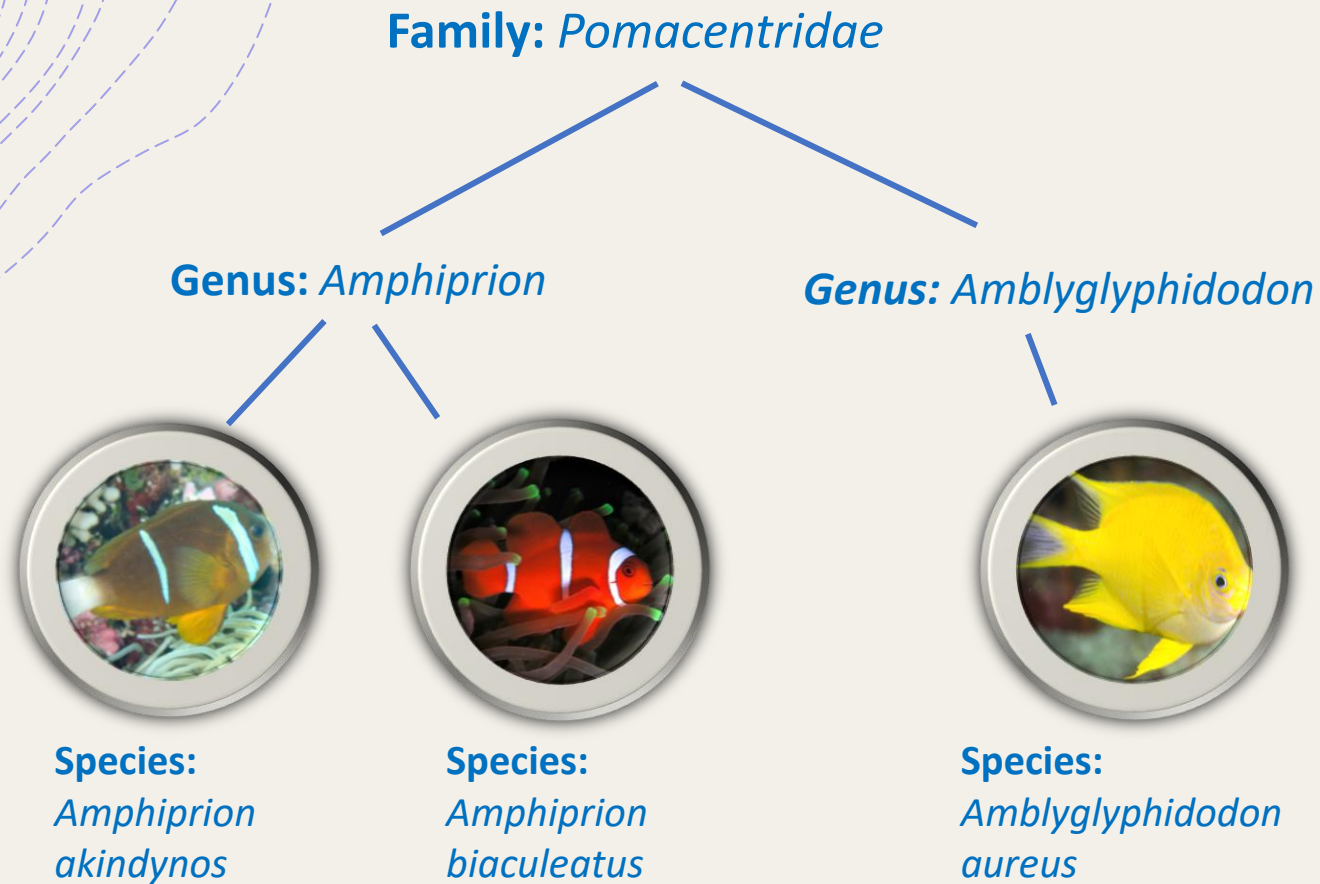 Family: Pomacentridae
Genus: Amphiprion
Genus: Amblyglyphidodon
Species:
Amphiprion
akindynos
Species:
Amphiprion
biaculeatus
Species:
Amblyglyphidodon
aureus